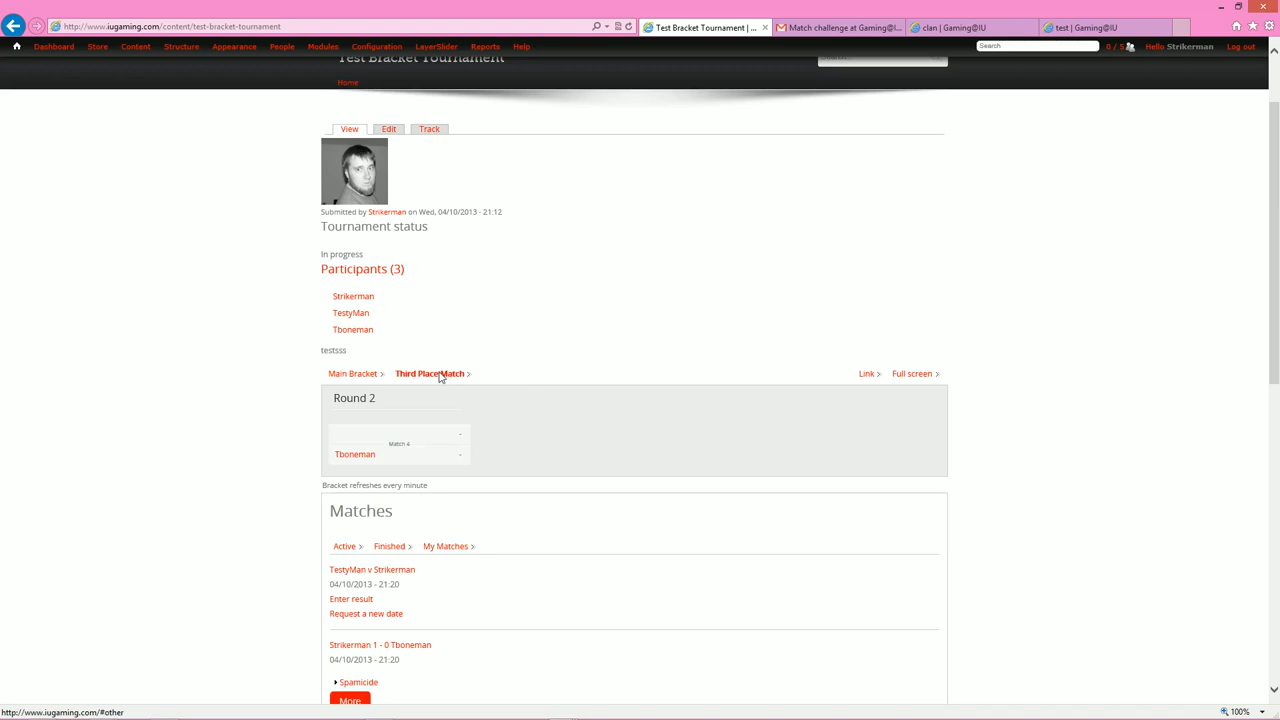 http://www.iugaming.com/content/test-bracket-tournament
Test Bracket Tournament | ...
Match challenge at Gaming@I...
clan | Gaming@IU
test | Gaming@IU
Dashboard Store Content Structure Appearance People Modules Configuration LayerSlider Reports Help
Search
0 / 5
Hello Strikerman
Log out
Test Bracket Tournament
Home
View Edit Track
Submitted by Strikerman on Wed, 04/10/2013 - 21:12
Tournament status
In progress
Participants (3)
Strikerman
TestyMan
Tboneman
testsss
Main Bracket Third Place Match Link Full screen
Round 2
-
Match 4
Tboneman -
Bracket refreshes every minute
Matches
Active Finished My Matches
TestyMan v Strikerman
04/10/2013 - 21:20
Enter result
Request a new date
Strikerman 1 - 0 Tboneman
04/10/2013 - 21:20
Spamicide
More
http://www.iugaming.com/#other
100%